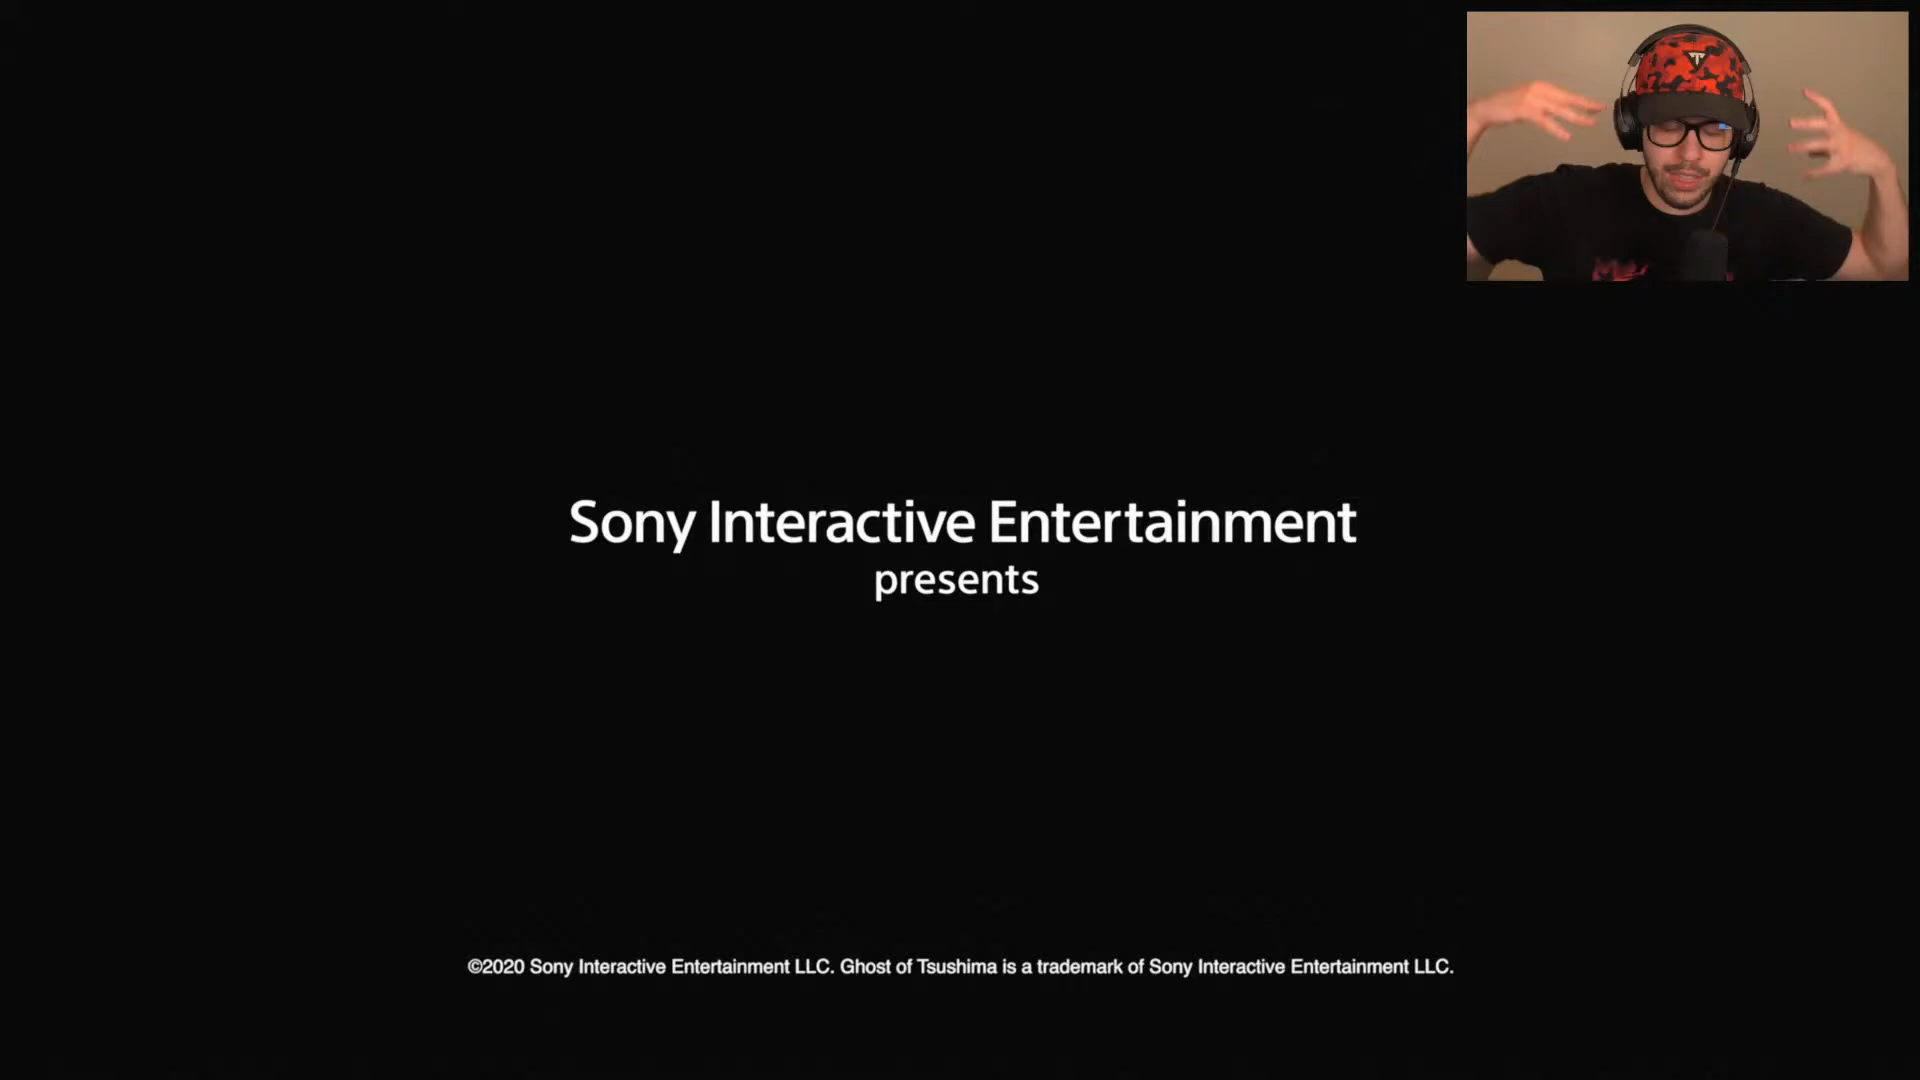 Sony Interactive Entertainment
presents
©2020 Sony Interactive Entertainment LLC. Ghost of Tsushima is a trademark of Sony Interactive Entertainment LLC.